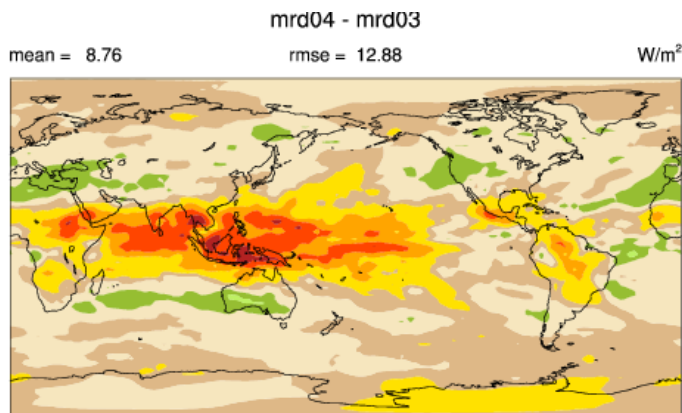 mrd04 - mrd03
mean = 8.76 rmse = 12.88 W/m²